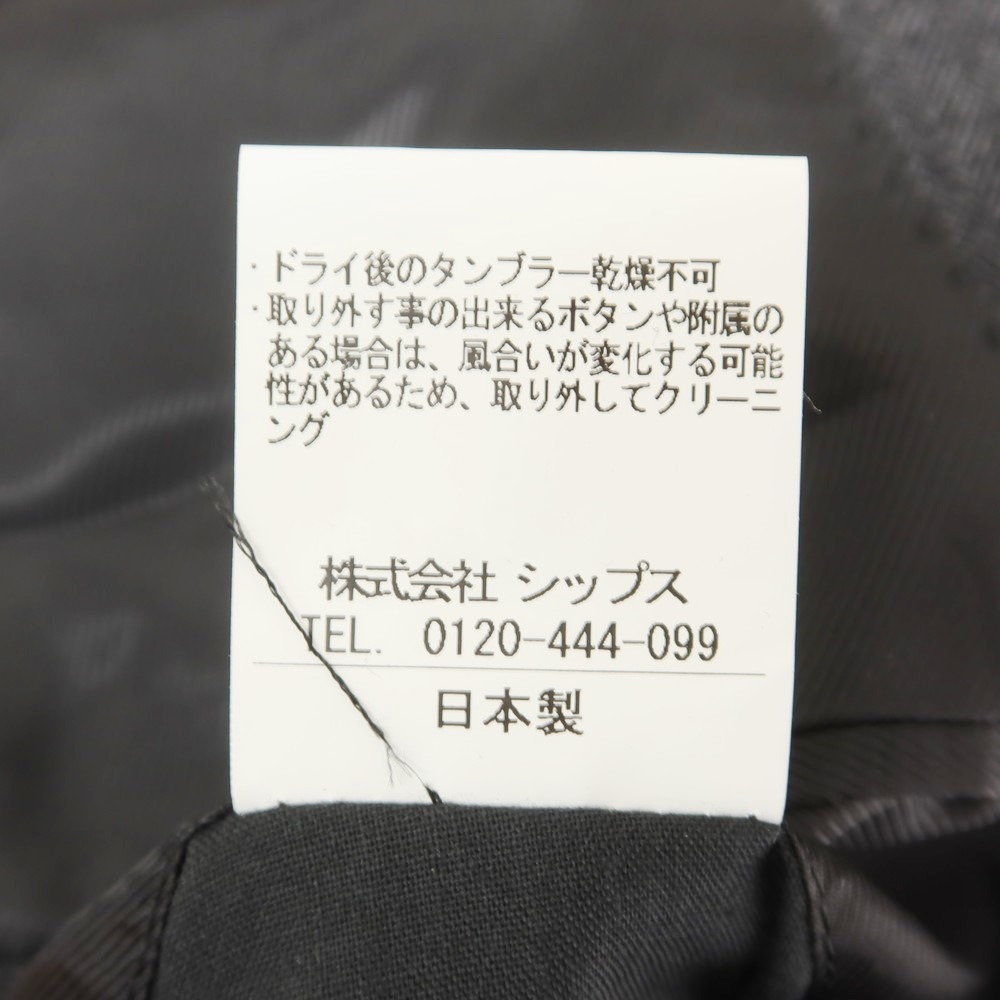 ・ドライ後のタンブラー乾燥不可
・取り外す事の出来るボタンや附属の
ある場合は、風合いが変化する可能
性があるため、取り外してクリーニ
ング
株式会社 シップス
TEL. 0120-444-099
日本製